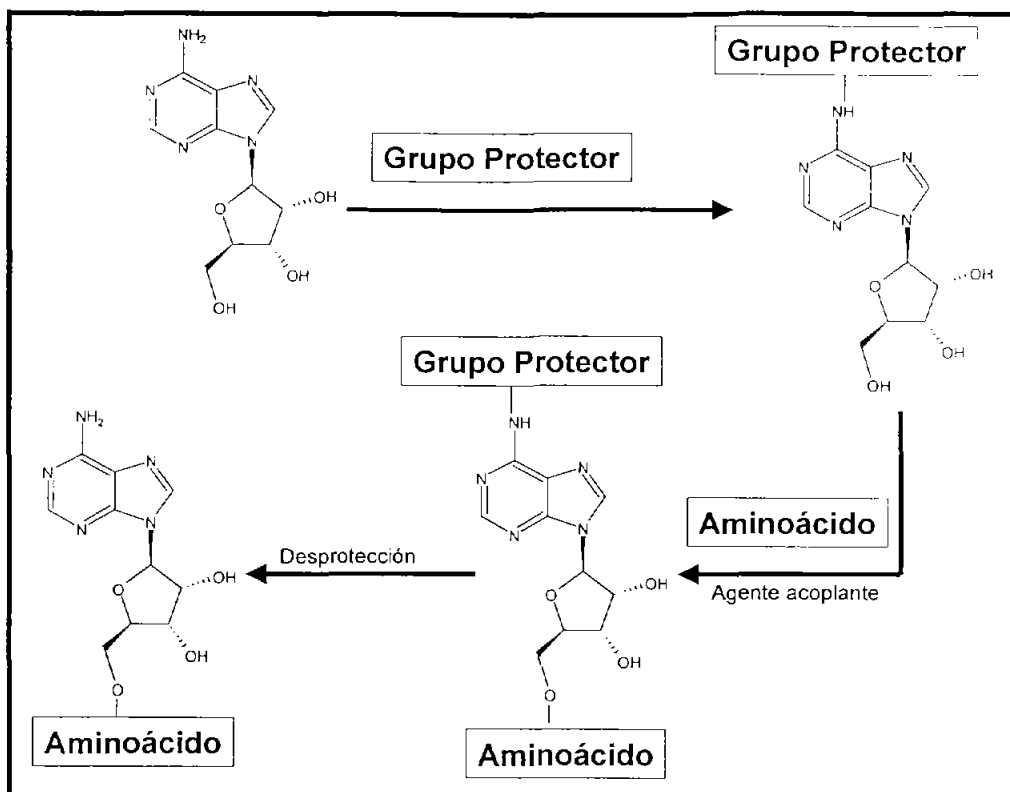 NH₂
N
N
N
N
O
OH
OH
OH
Grupo Protector
Grupo Protector
NH
N
N
N
N
O
OH
OH
OH
Aminoácido
Agente acoplante
Grupo Protector
NH
N
N
N
N
O
OH
OH
O
Aminoácido
Desprotección
NH₂
N
N
N
N
O
OH
OH
O
Aminoácido